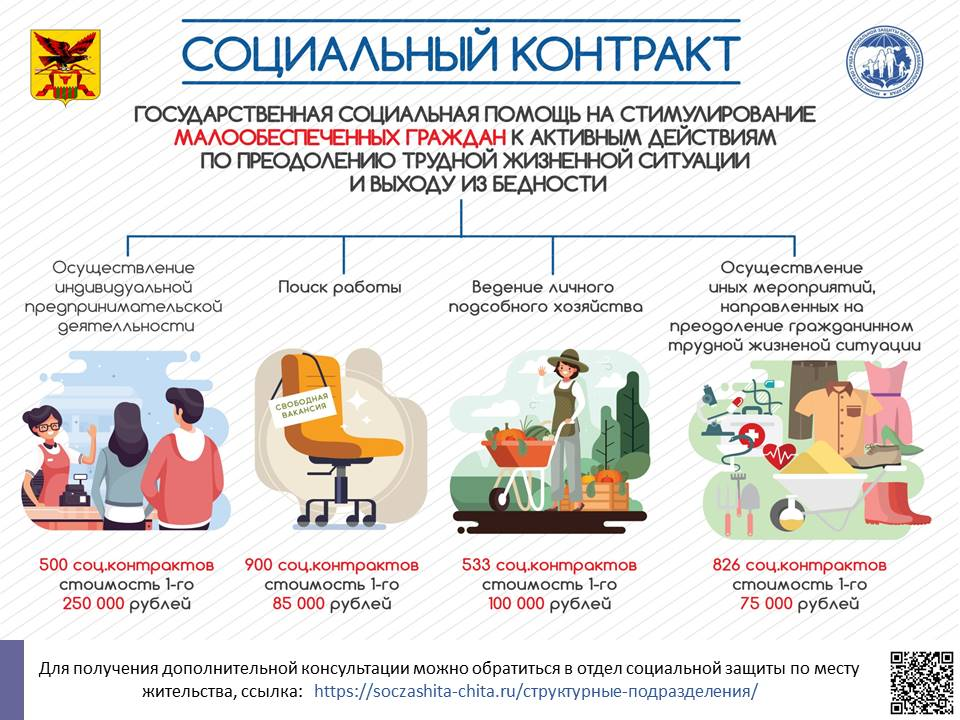 СОЦИАЛЬНЫЙ КОНТРАКТ
ГОСУДАРСТВЕННАЯ СОЦИАЛЬНАЯ ПОМОЩЬ НА СТИМУЛИРОВАНИЕ
МАЛООБЕСПЕЧЕННЫХ ГРАЖДАН К АКТИВНЫМ ДЕЙСТВИЯМ
ПО ПРЕОДОЛЕНИЮ ТРУДНОЙ ЖИЗНЕННОЙ СИТУАЦИИ
И ВЫХОДУ ИЗ БЕДНОСТИ
Осуществление
индивидуальной
предпринимательской
деятелльности
Поиск работы
Ведение личного
подсобного хозяйства
Осуществление
иных мероприятий,
направленных на
преодоление гражданинном
трудной жизненой ситуации
СВОБОДНАЯ
ВАКАНСИЯ
500 соц.контрактов
стоимость 1-го
250 000 рублей
900 соц.контрактов
стоимость 1-го
85 000 рублей
533 соц.контрактов
стоимость 1-го
100 000 рублей
826 соц.контрактов
стоимость 1-го
75 000 рублей
Для получения дополнительной консультации можно обратиться в отдел социальной защиты по месту
жительства, ссылка: https://soczashita-chita.ru/структурные-подразделения/